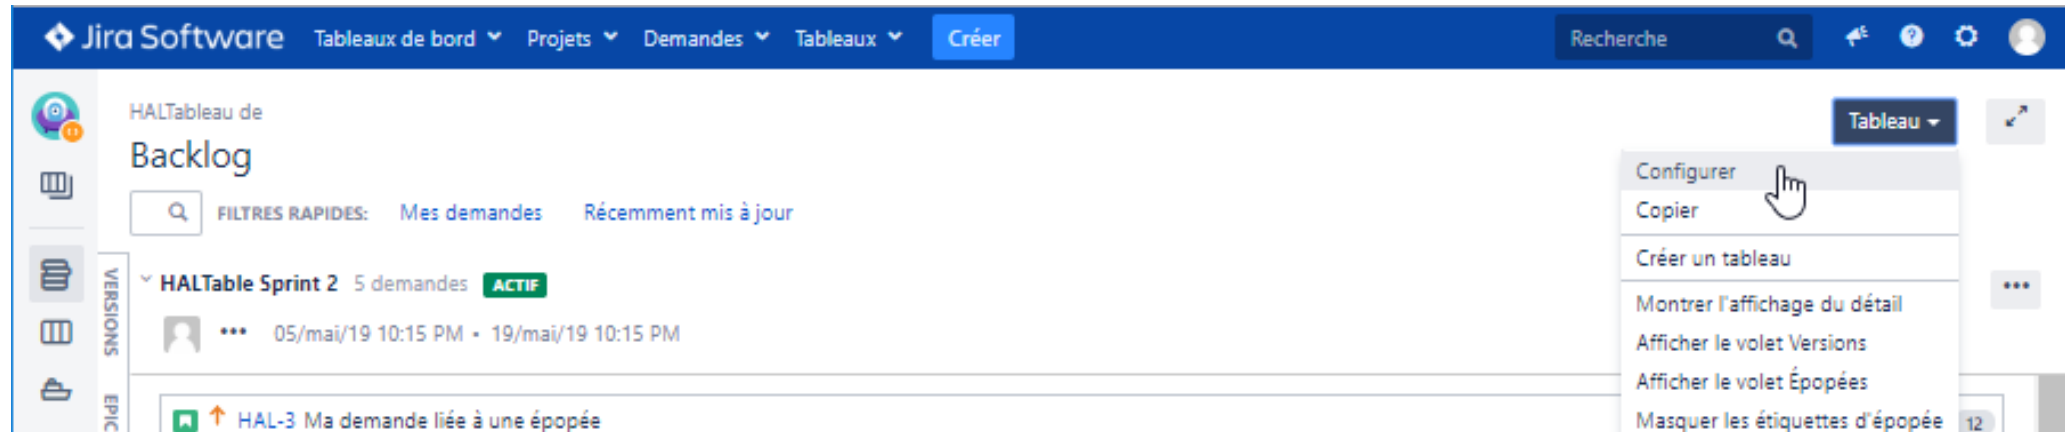 Jira Software Tableaux de bord Projets Demandes Tableaux Créer Recherche
HALTableau de
Tableau
Backlog
Configurer
Copier
FILTRES RAPIDES: Mes demandes Récemment mis à jour
Créer un tableau
VERSIONS
HALTable Sprint 2 5 demandes ACTIF
Montrer l'affichage du détail
05/mai/19 10:15 PM • 19/mai/19 10:15 PM
Afficher le volet Versions
Afficher le volet Épopées
EPIC
HAL-3 Ma demande liée à une épopée
Masquer les étiquettes d'épopée 12